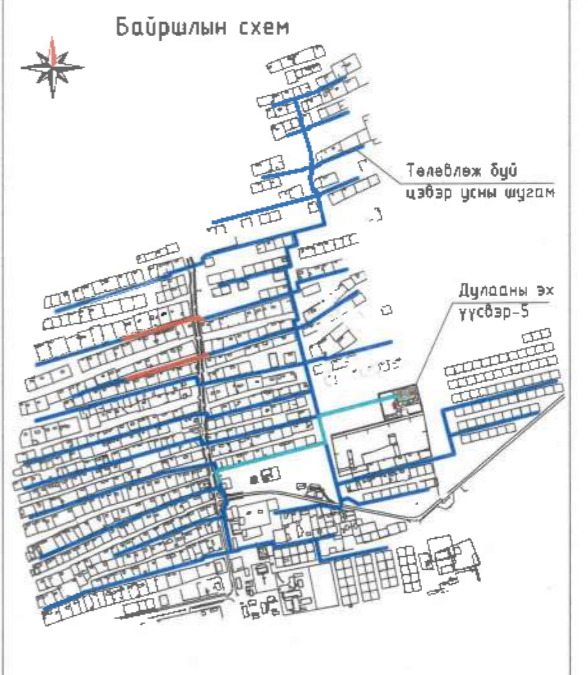 Байршлын схем
Төлөвлөж буй
цэвэр усны шугам
Дулааны эх
үүсвэр-5